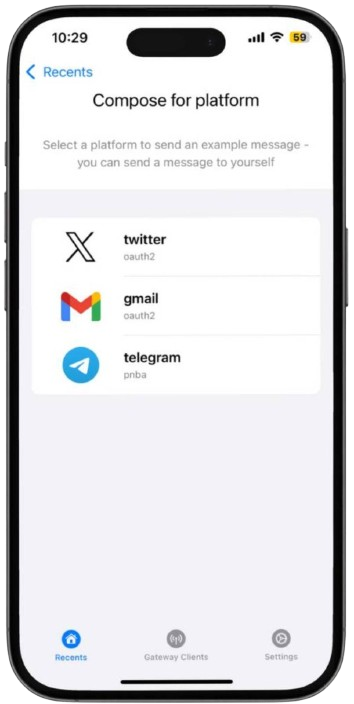 10:29
59
Recents
Compose for platform
Select a platform to send an example message -
you can send a message to yourself
twitter
oauth2
gmail
oauth2
telegram
pnba
Recents
Gateway Clients
Settings